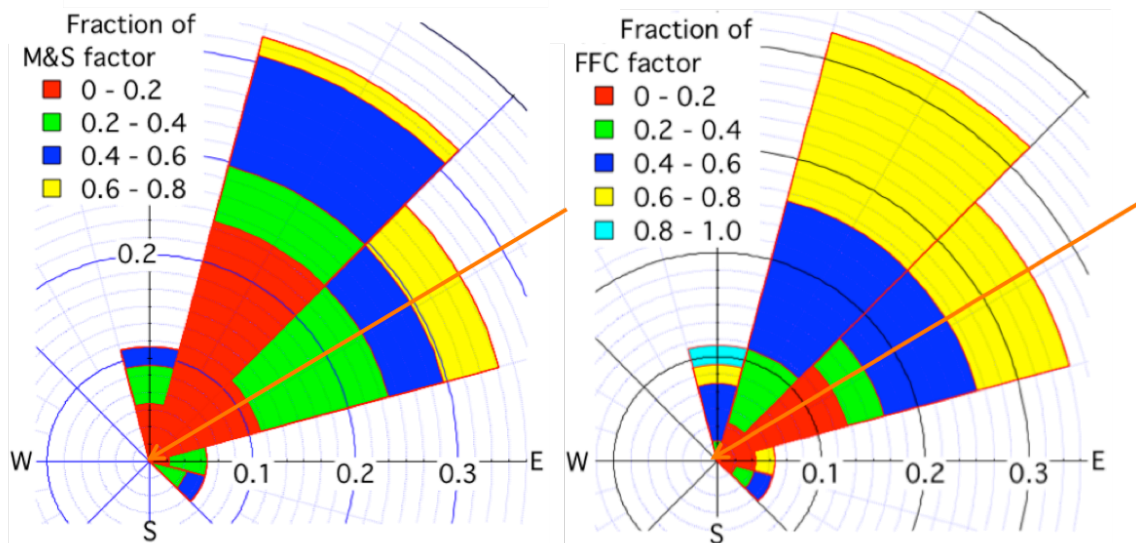 Fraction of
M&S factor
0 - 0.2
0.2 - 0.4
0.4 - 0.6
0.6 - 0.8
0.2
W
0.1
0.2
0.3
E
S
Fraction of
FFC factor
0 - 0.2
0.2 - 0.4
0.4 - 0.6
0.6 - 0.8
0.8 - 1.0
W
0.1
0.2
0.3
E
S